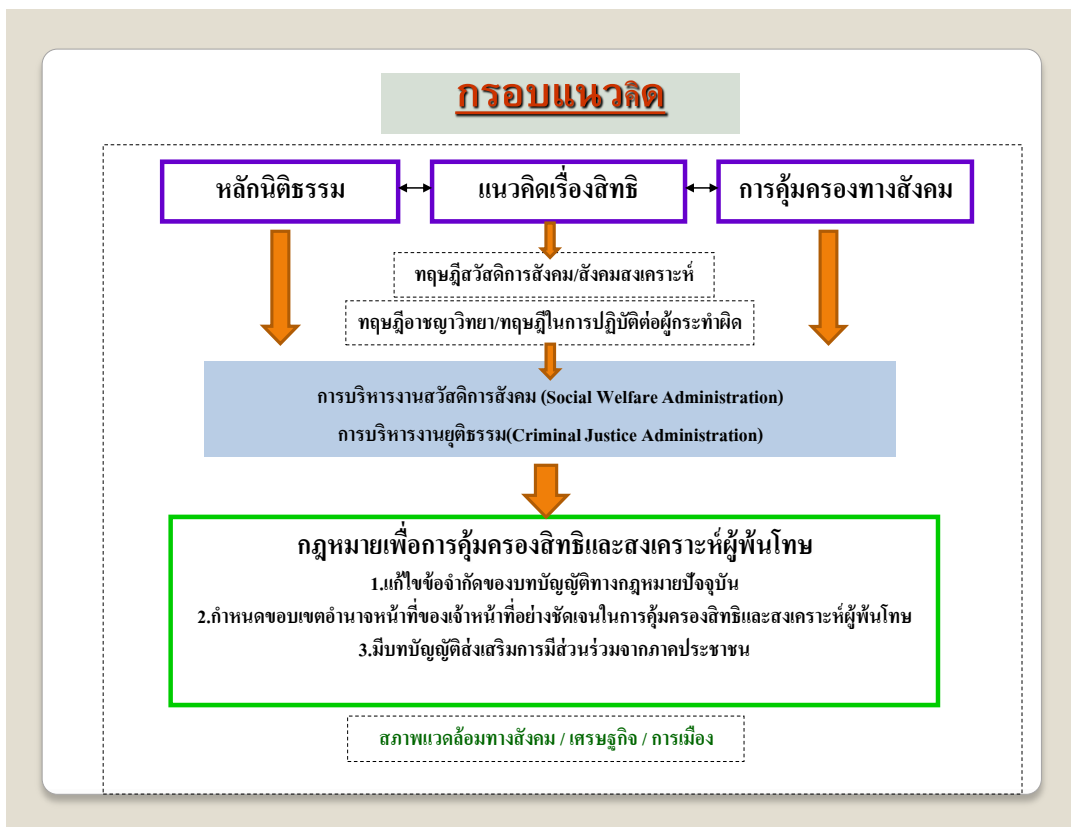 กรอบแนวคิด
หลักนิติธรรม
แนวคิดเรื่องสิทธิ
การคุ้มครองทางสังคม
ทฤษฎีสวัสดิการสังคม/สังคมสงเคราะห์
ทฤษฎีอาชญาวิทยา/ทฤษฎีในการปฏิบัติต่อผู้กระทำผิด
การบริหารงานสวัสดิการสังคม (Social Welfare Administration)
การบริหารงานยุติธรรม(Criminal Justice Administration)
กฎหมายเพื่อการคุ้มครองสิทธิและสงเคราะห์ผู้พ้นโทษ
1.แก้ไขข้อจำกัดของบทบัญญัติทางกฎหมายปัจจุบัน
2.กำหนดขอบเขตอำนาจหน้าที่ของเจ้าหน้าที่อย่างชัดเจนในการคุ้มครองสิทธิและสงเคราะห์ผู้พ้นโทษ
3.มีบทบัญญัติส่งเสริมการมีส่วนร่วมจากภาคประชาชน
สภาพแวดล้อมทางสังคม / เศรษฐกิจ / การเมือง